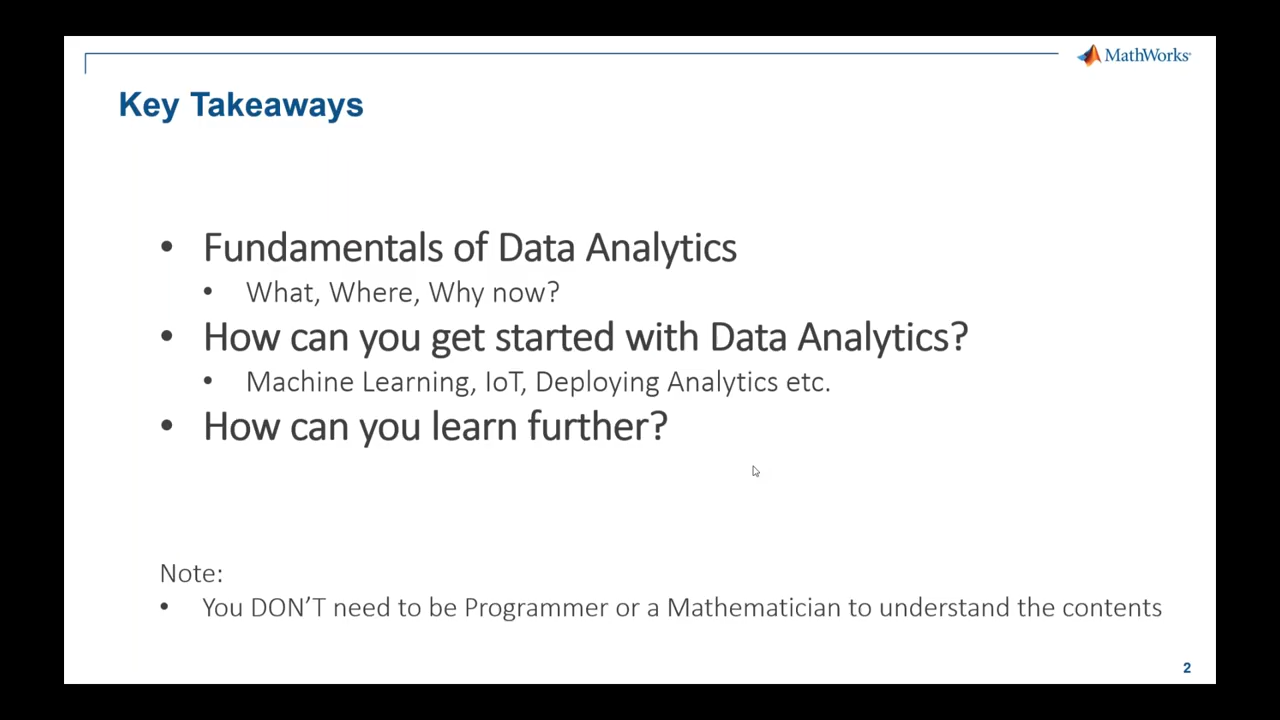 MathWorks®
Key Takeaways
• Fundamentals of Data Analytics
• What, Where, Why now?
• How can you get started with Data Analytics?
• Machine Learning, IoT, Deploying Analytics etc.
• How can you learn further?
Note:
• You DON'T need to be Programmer or a Mathematician to understand the contents
2